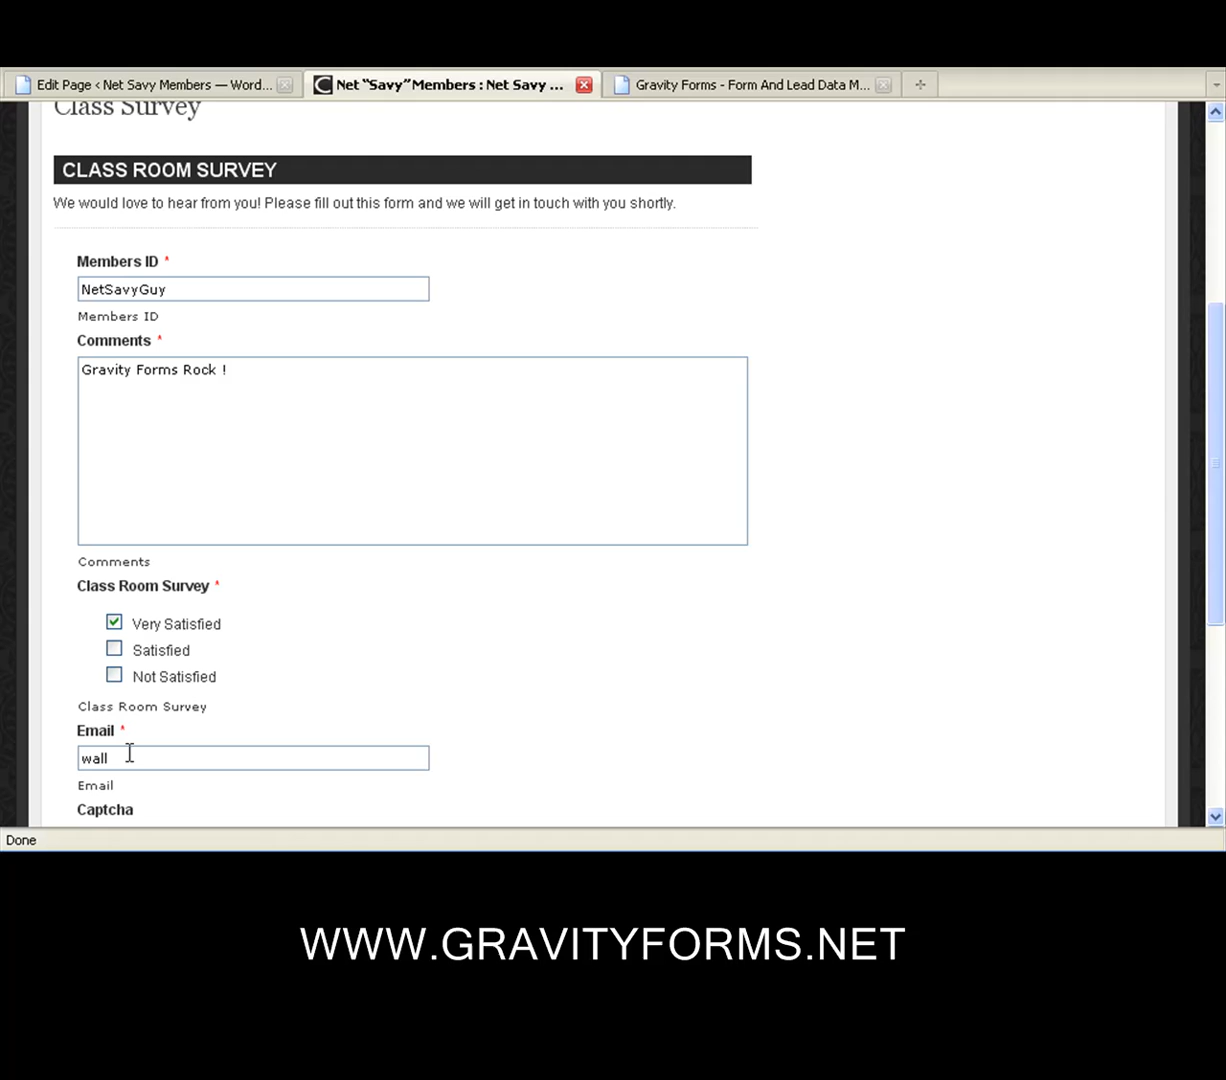 Edit Page < Net Savy Members — Word...
Net “Savy”Members : Net Savy ...
Gravity Forms - Form And Lead Data M...
Class Survey
CLASS ROOM SURVEY
We would love to hear from you! Please fill out this form and we will get in touch with you shortly.
Members ID *
NetSavyGuy
Members ID
Comments *
Gravity Forms Rock !
Comments
Class Room Survey *
Very Satisfied
Satisfied
Not Satisfied
Class Room Survey
Email *
wall
Email
Captcha
Done
WWW.GRAVITYFORMS.NET